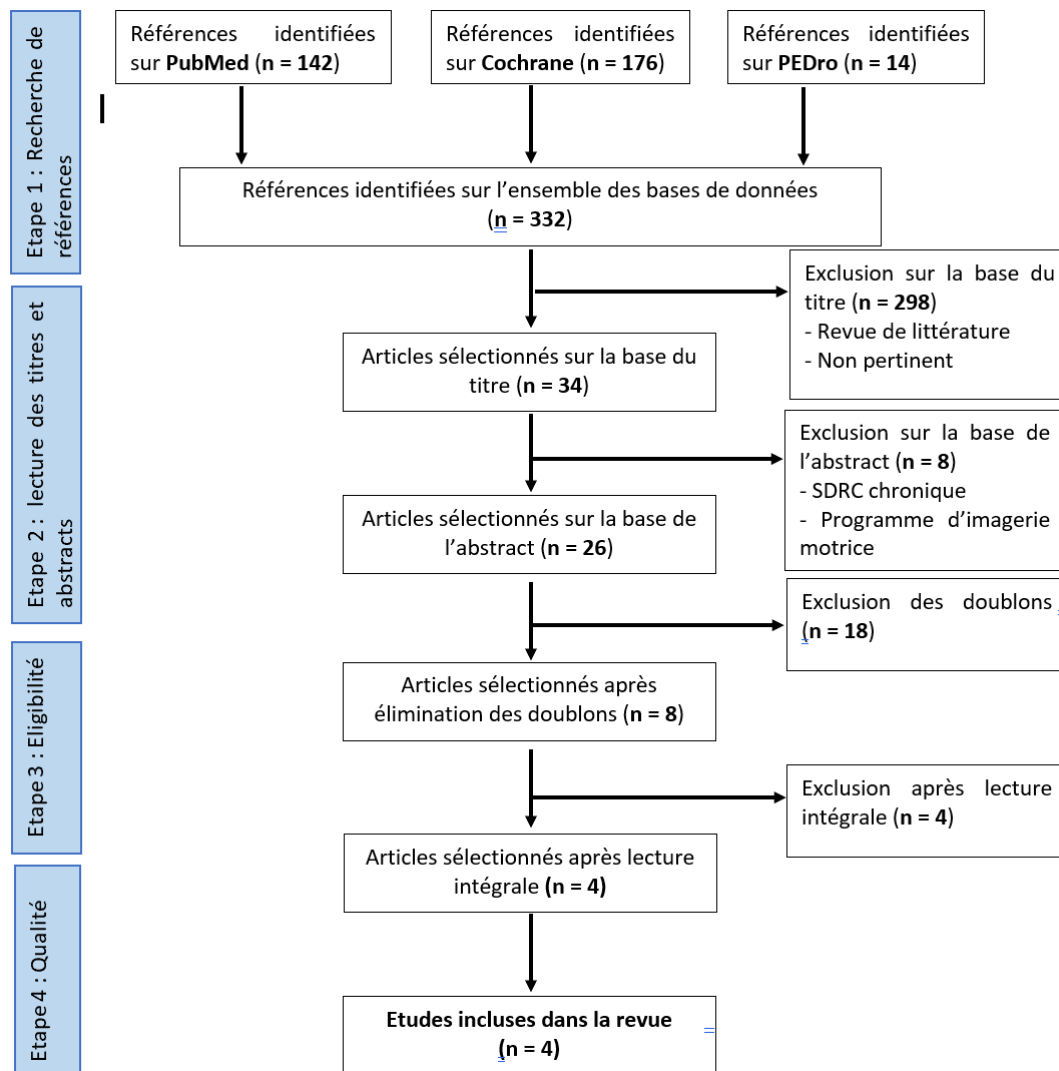 Références identifiées
sur PubMed (n = 142)
Références identifiées
sur Cochrane (n = 176)
Références identifiées
sur PEDro (n = 14)
Etape 1 : Recherche de
références
Références identifiées sur l’ensemble des bases de données
(n = 332)
Exclusion sur la base du
titre (n = 298)
- Revue de littérature
- Non pertinent
Etape 2 : lecture des titres et
abstracts
Articles sélectionnés sur la base du
titre (n = 34)
Exclusion sur la base de
l’abstract (n = 8)
- SDRC chronique
- Programme d’imagerie
motrice
Articles sélectionnés sur la base de
l’abstract (n = 26)
Exclusion des doublons
(n = 18)
Etape 3 : Eligibilité
Articles sélectionnés après
élimination des doublons (n = 8)
Exclusion après lecture
intégrale (n = 4)
Articles sélectionnés après lecture
intégrale (n = 4)
Etape 4 : Qualité
Etudes incluses dans la revue
(n = 4)